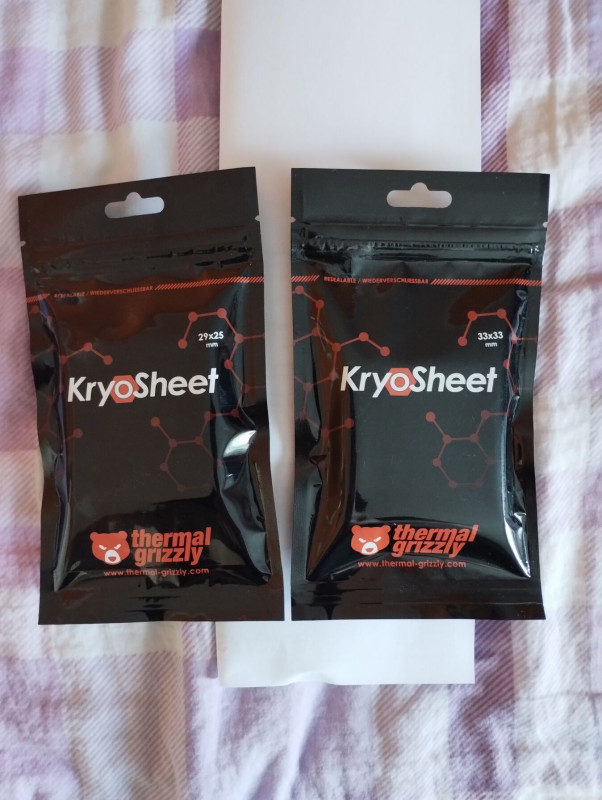 RESEALABLE / WIEDERVERSCHLIESSBAR
29x25
mm
KryoSheet
thermal
grizzly
www.thermal-grizzly.com
RESEALABLE / WIEDERVERSCHLIESSBAR
33x33
mm
KryoSheet
thermal
grizzly
www.thermal-grizzly.com